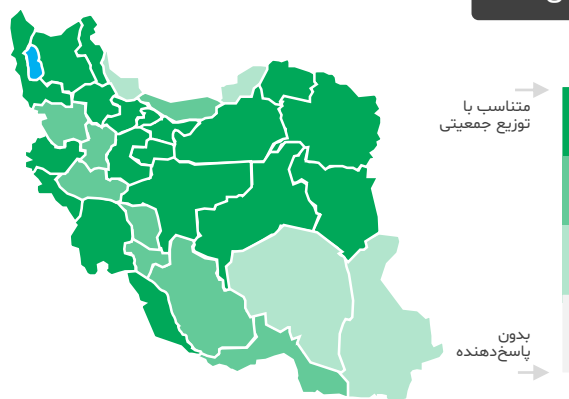 متناسب با
توزیع جمعیتی
بدون
پاسخ‌دهنده